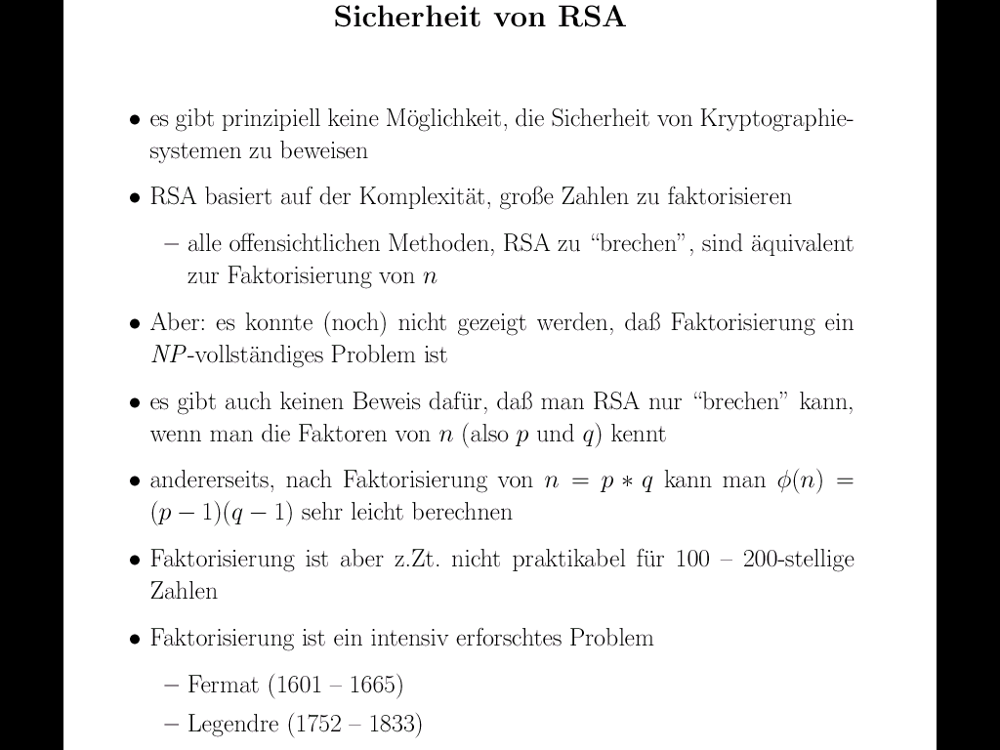 Sicherheit von RSA
• es gibt prinzipiell keine Möglichkeit, die Sicherheit von Kryptographie-
systemen zu beweisen
• RSA basiert auf der Komplexität, große Zahlen zu faktorisieren
– alle offensichtlichen Methoden, RSA zu “brechen”, sind äquivalent
zur Faktorisierung von n
• Aber: es konnte (noch) nicht gezeigt werden, daß Faktorisierung ein
NP-vollständiges Problem ist
• es gibt auch keinen Beweis dafür, daß man RSA nur “brechen” kann,
wenn man die Faktoren von n (also p und q) kennt
• andererseits, nach Faktorisierung von n = p ∗ q kann man ϕ(n) =
(p − 1)(q − 1) sehr leicht berechnen
• Faktorisierung ist aber z.Zt. nicht praktikabel für 100 – 200-stellige
Zahlen
• Faktorisierung ist ein intensiv erforschtes Problem
– Fermat (1601 – 1665)
– Legendre (1752 – 1833)